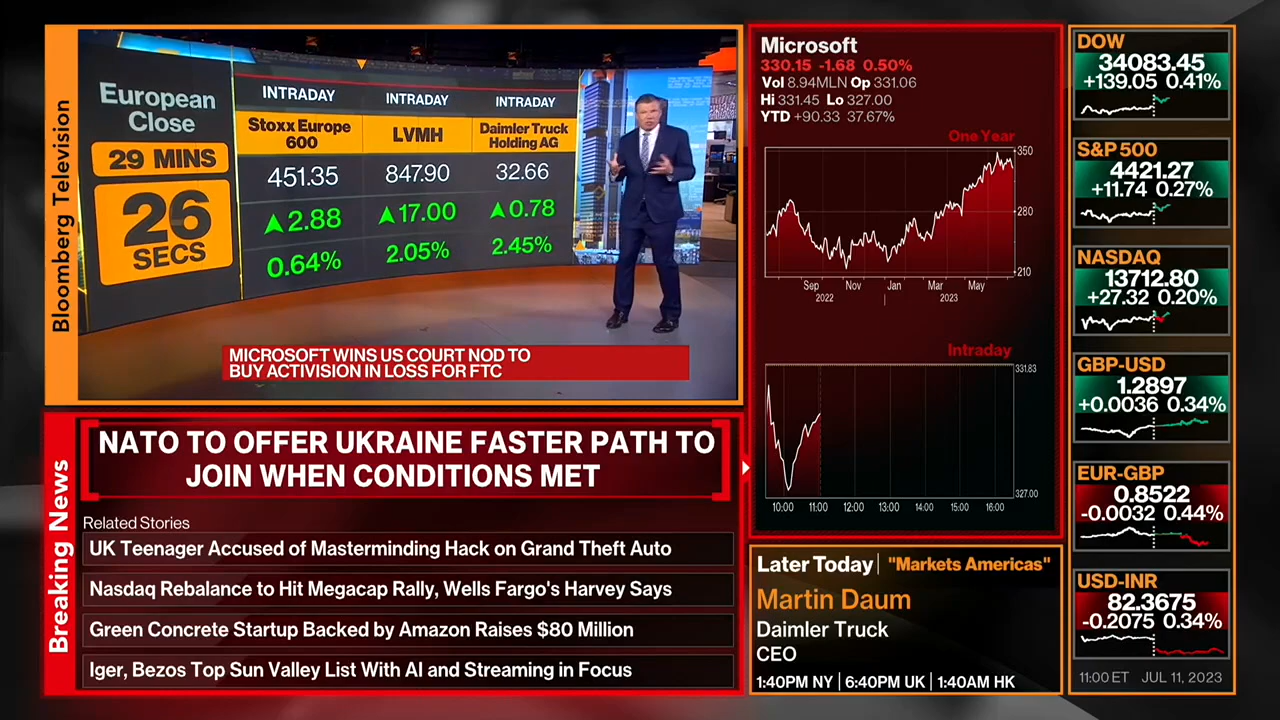 Bloomberg Television
European
Close
29 MINS
26
SECS
INTRADAY
INTRADAY
INTRADAY
Stoxx Europe
600
LVMH
Daimler Truck
Holding AG
451.35
847.90
32.66
▲2.88
▲17.00
▲0.78
0.64%
2.05%
2.45%
MICROSOFT WINS US COURT NOD TO
BUY ACTIVISION IN LOSS FOR FTC
Breaking News
NATO TO OFFER UKRAINE FASTER PATH TO
JOIN WHEN CONDITIONS MET
Related Stories
UK Teenager Accused of Masterminding Hack on Grand Theft Auto
Nasdaq Rebalance to Hit Megacap Rally, Wells Fargo's Harvey Says
Green Concrete Startup Backed by Amazon Raises $80 Million
Iger, Bezos Top Sun Valley List With AI and Streaming in Focus
Microsoft
330.15 -1.68 0.50%
Vol 8.94MLN Op 331.06
Hi 331.45 Lo 327.00
YTD +90.33 37.67%
One Year
350
280
210
Sep Nov Jan Mar May
2022 2023
Intraday
331.83
327.00
10:00 11:00 12:00 13:00 14:00 15:00 16:00
Later Today | "Markets Americas"
Martin Daum
Daimler Truck
CEO
1:40PM NY | 6:40PM UK | 1:40AM HK
DOW
34083.45
+139.05 0.41%
S&P 500
4421.27
+11.74 0.27%
NASDAQ
13712.80
+27.32 0.20%
GBP-USD
1.2897
+0.0036 0.34%
EUR-GBP
0.8522
-0.0032 0.44%
USD-INR
82.3675
-0.2075 0.34%
11:00 ET JUL 11, 2023